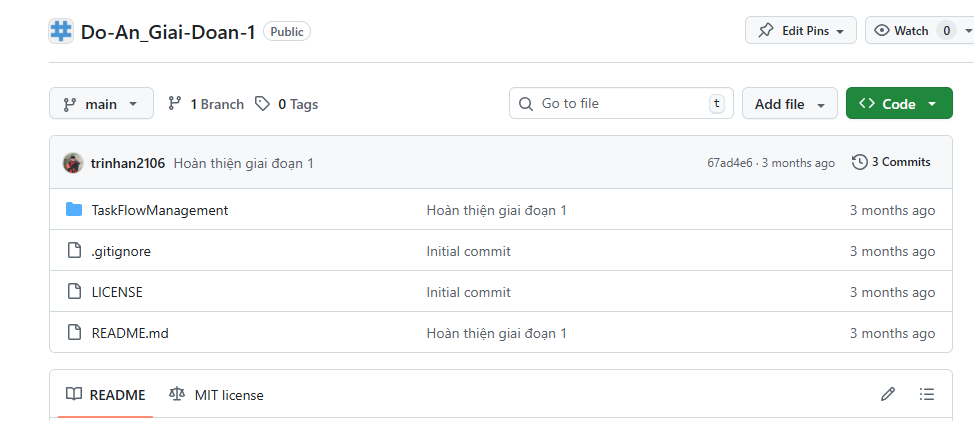 Do-An_Giai-Doan-1 Public Edit Pins Watch 0
main 1 Branch 0 Tags Go to file t Add file Code
trinhan2106 Hoàn thiện giai đoạn 1 67ad4e6 · 3 months ago 3 Commits
TaskFlowManagement Hoàn thiện giai đoạn 1 3 months ago
.gitignore Initial commit 3 months ago
LICENSE Initial commit 3 months ago
README.md Hoàn thiện giai đoạn 1 3 months ago
README MIT license